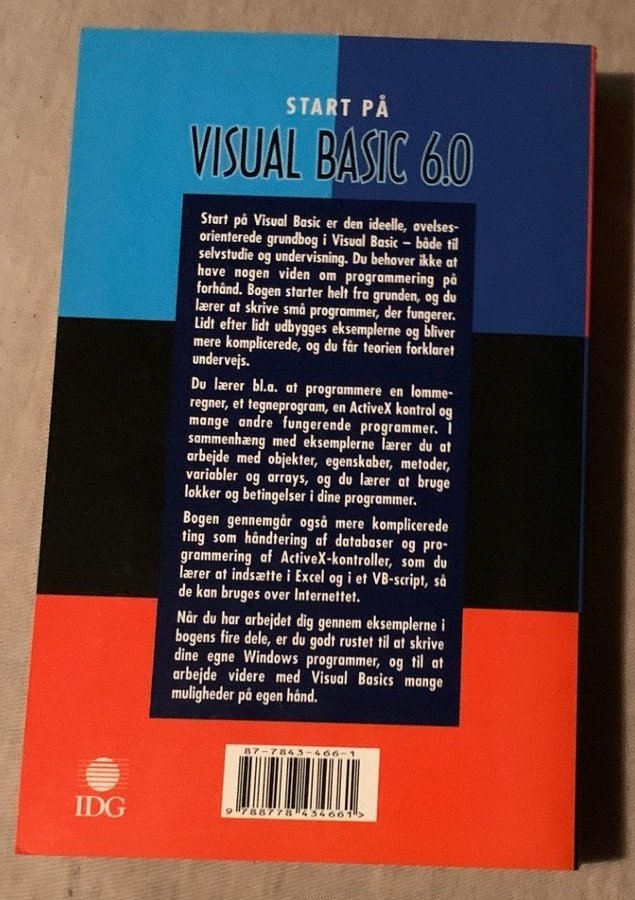 START PÅ
VISUAL BASIC 6.0
Start på Visual Basic er den ideelle, øvelses-
orienterede grundbog i Visual Basic – både til
selvstudie og undervisning. Du behøver ikke at
have nogen viden om programmering på
forhånd. Bogen starter helt fra grunden, og du
lærer at skrive små programmer, der fungerer.
Lidt efter lidt udbygges eksemplerne og bliver
mere komplicerede, og du får teorien forklaret
undervejs.
Du lærer bl.a. at programmere en lomme-
regner, et tegneprogram, en ActiveX kontrol og
mange andre fungerende programmer. I
sammenhæng med eksemplerne lærer du at
arbejde med objekter, egenskaber, metoder,
variabler og arrays, og du lærer at bruge
løkker og betingelser i dine programmer.
Bogen gennemgår også mere komplicerede
ting som håndtering af databaser og pro-
grammering af ActiveX-kontroller, som du
lærer at indsætte i Excel og i et VB-script, så
de kan bruges over Internettet.
Når du har arbejdet dig gennem eksemplerne i
bogens fire dele, er du godt rustet til at skrive
dine egne Windows programmer, og til at
arbejde videre med Visual Basics mange
muligheder på egen hånd.
87-7843-466-1
9 788778 434661>
IDG